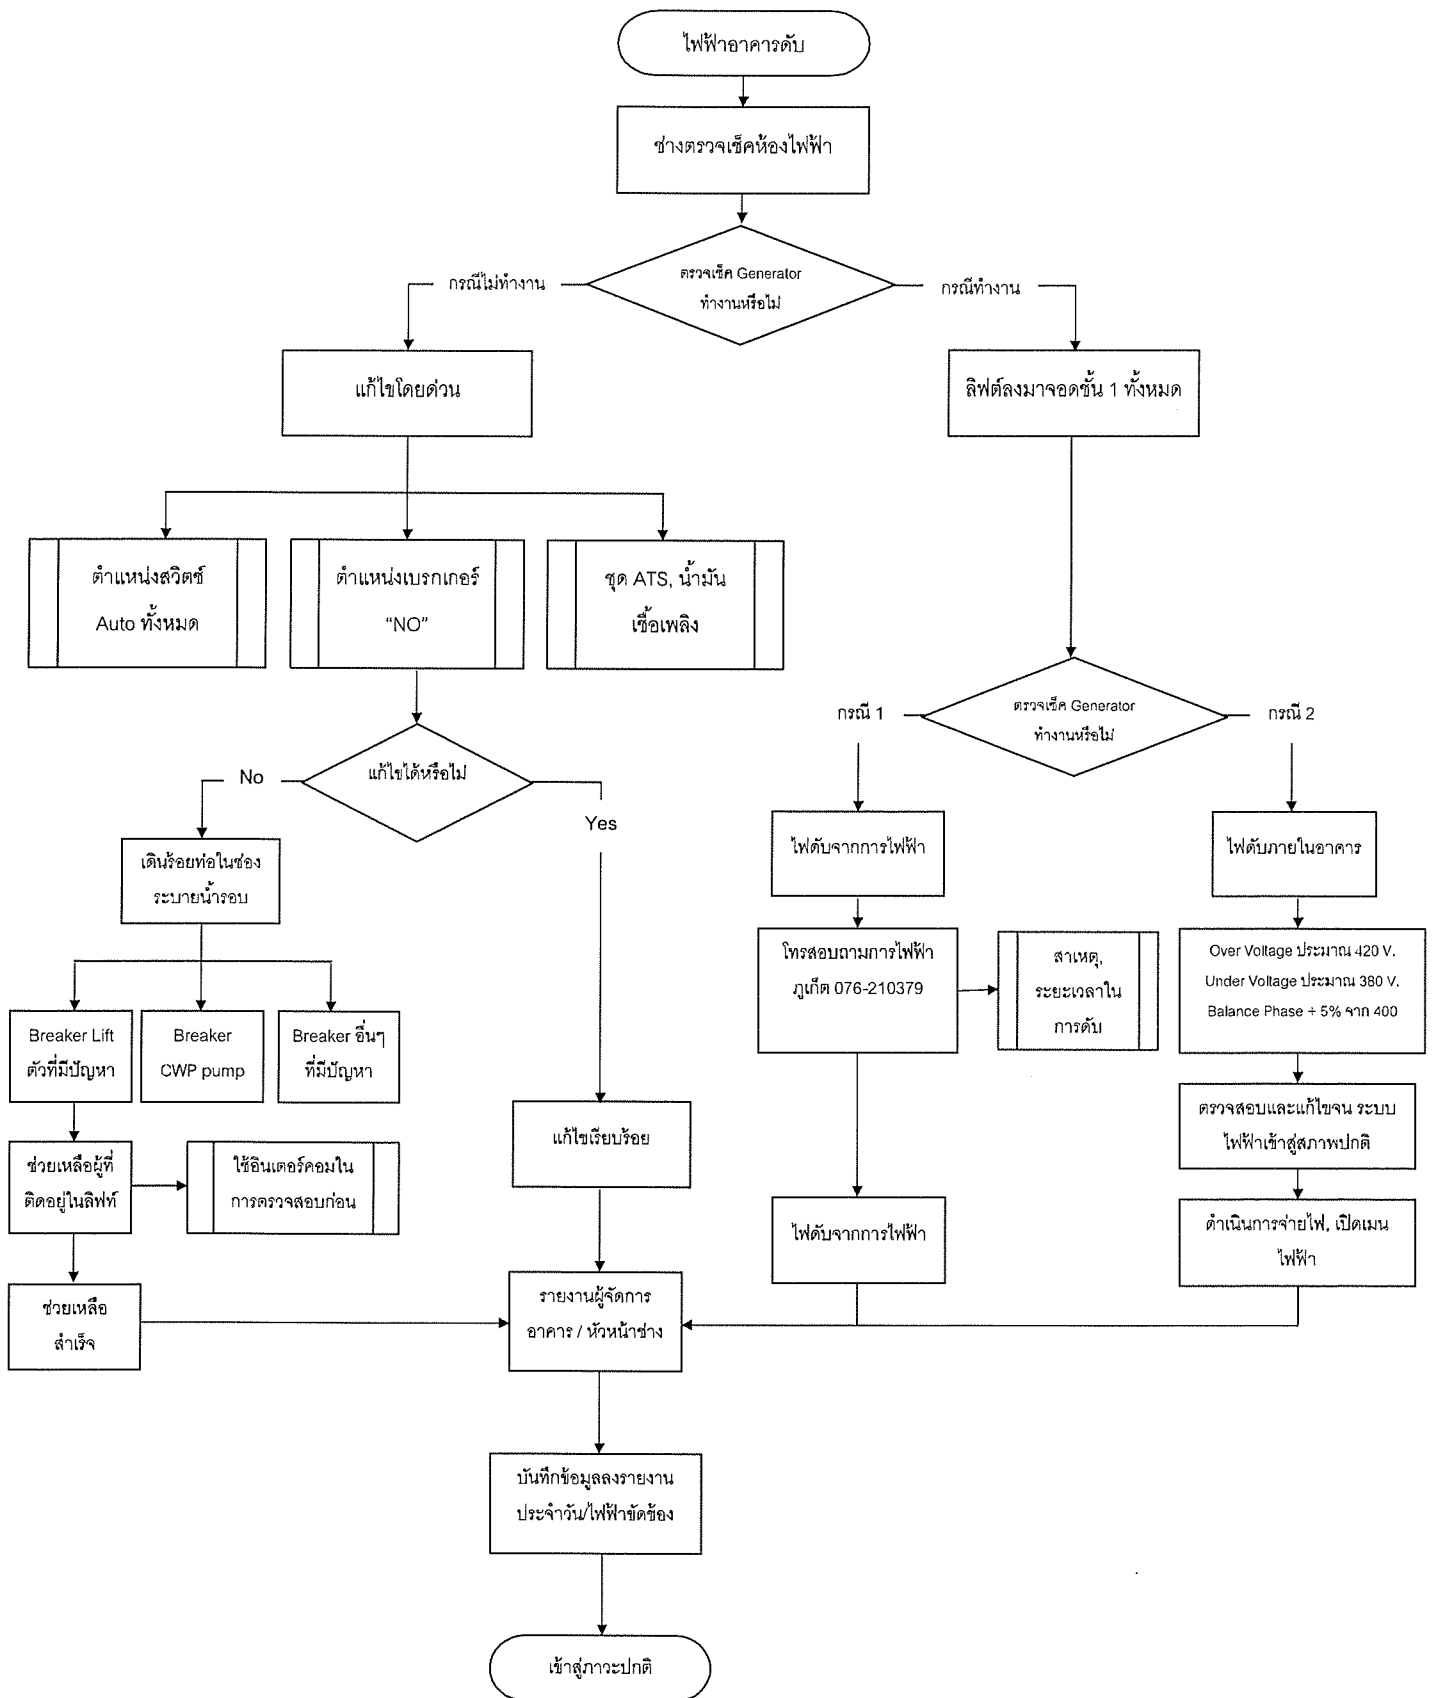 ไฟฟ้าอาคารดับ
ช่างตรวจเช็คห้องไฟฟ้า
ตรวจเช็ค Generator
ทำงานหรือไม่
กรณีไม่ทำงาน
กรณีทำงาน
แก้ไขโดยด่วน
ลิฟต์ลงมาจอดชั้น 1 ทั้งหมด
ตำแหน่งสวิตซ์
Auto ทั้งหมด
ตำแหน่งเบรกเกอร์
“NO”
ชุด ATS, น้ำมัน
เชื้อเพลิง
กรณี 1
ตรวจเช็ค Generator
ทำงานหรือไม่
กรณี 2
แก้ไขได้หรือไม่
No
Yes
เดินร้อยท่อในช่อง
ระบายน้ำรอบ
ไฟดับจากการไฟฟ้า
ไฟดับภายในอาคาร
โทรสอบถามการไฟฟ้า
ภูเก็ต 076-210379
สาเหตุ,
ระยะเวลาใน
การดับ
Over Voltage ประมาณ 420 V.
Under Voltage ประมาณ 380 V.
Balance Phase + 5% จาก 400
Breaker Lift
ตัวที่มีปัญหา
Breaker
CWP pump
Breaker อื่นๆ
ที่มีปัญหา
แก้ไขเรียบร้อย
ตรวจสอบและแก้ไขจน ระบบ
ไฟฟ้าเข้าสู่สภาพปกติ
ช่วยเหลือผู้ที่
ติดอยู่ในลิฟท์
ใช้อินเตอร์คอมใน
การตรวจสอบก่อน
ไฟดับจากการไฟฟ้า
ดำเนินการจ่ายไฟ, เปิดเมน
ไฟฟ้า
ช่วยเหลือ
สำเร็จ
รายงานผู้จัดการ
อาคาร / หัวหน้าช่าง
บันทึกข้อมูลลงรายงาน
ประจำวัน/ไฟฟ้าขัดข้อง
เข้าสู่ภาวะปกติ